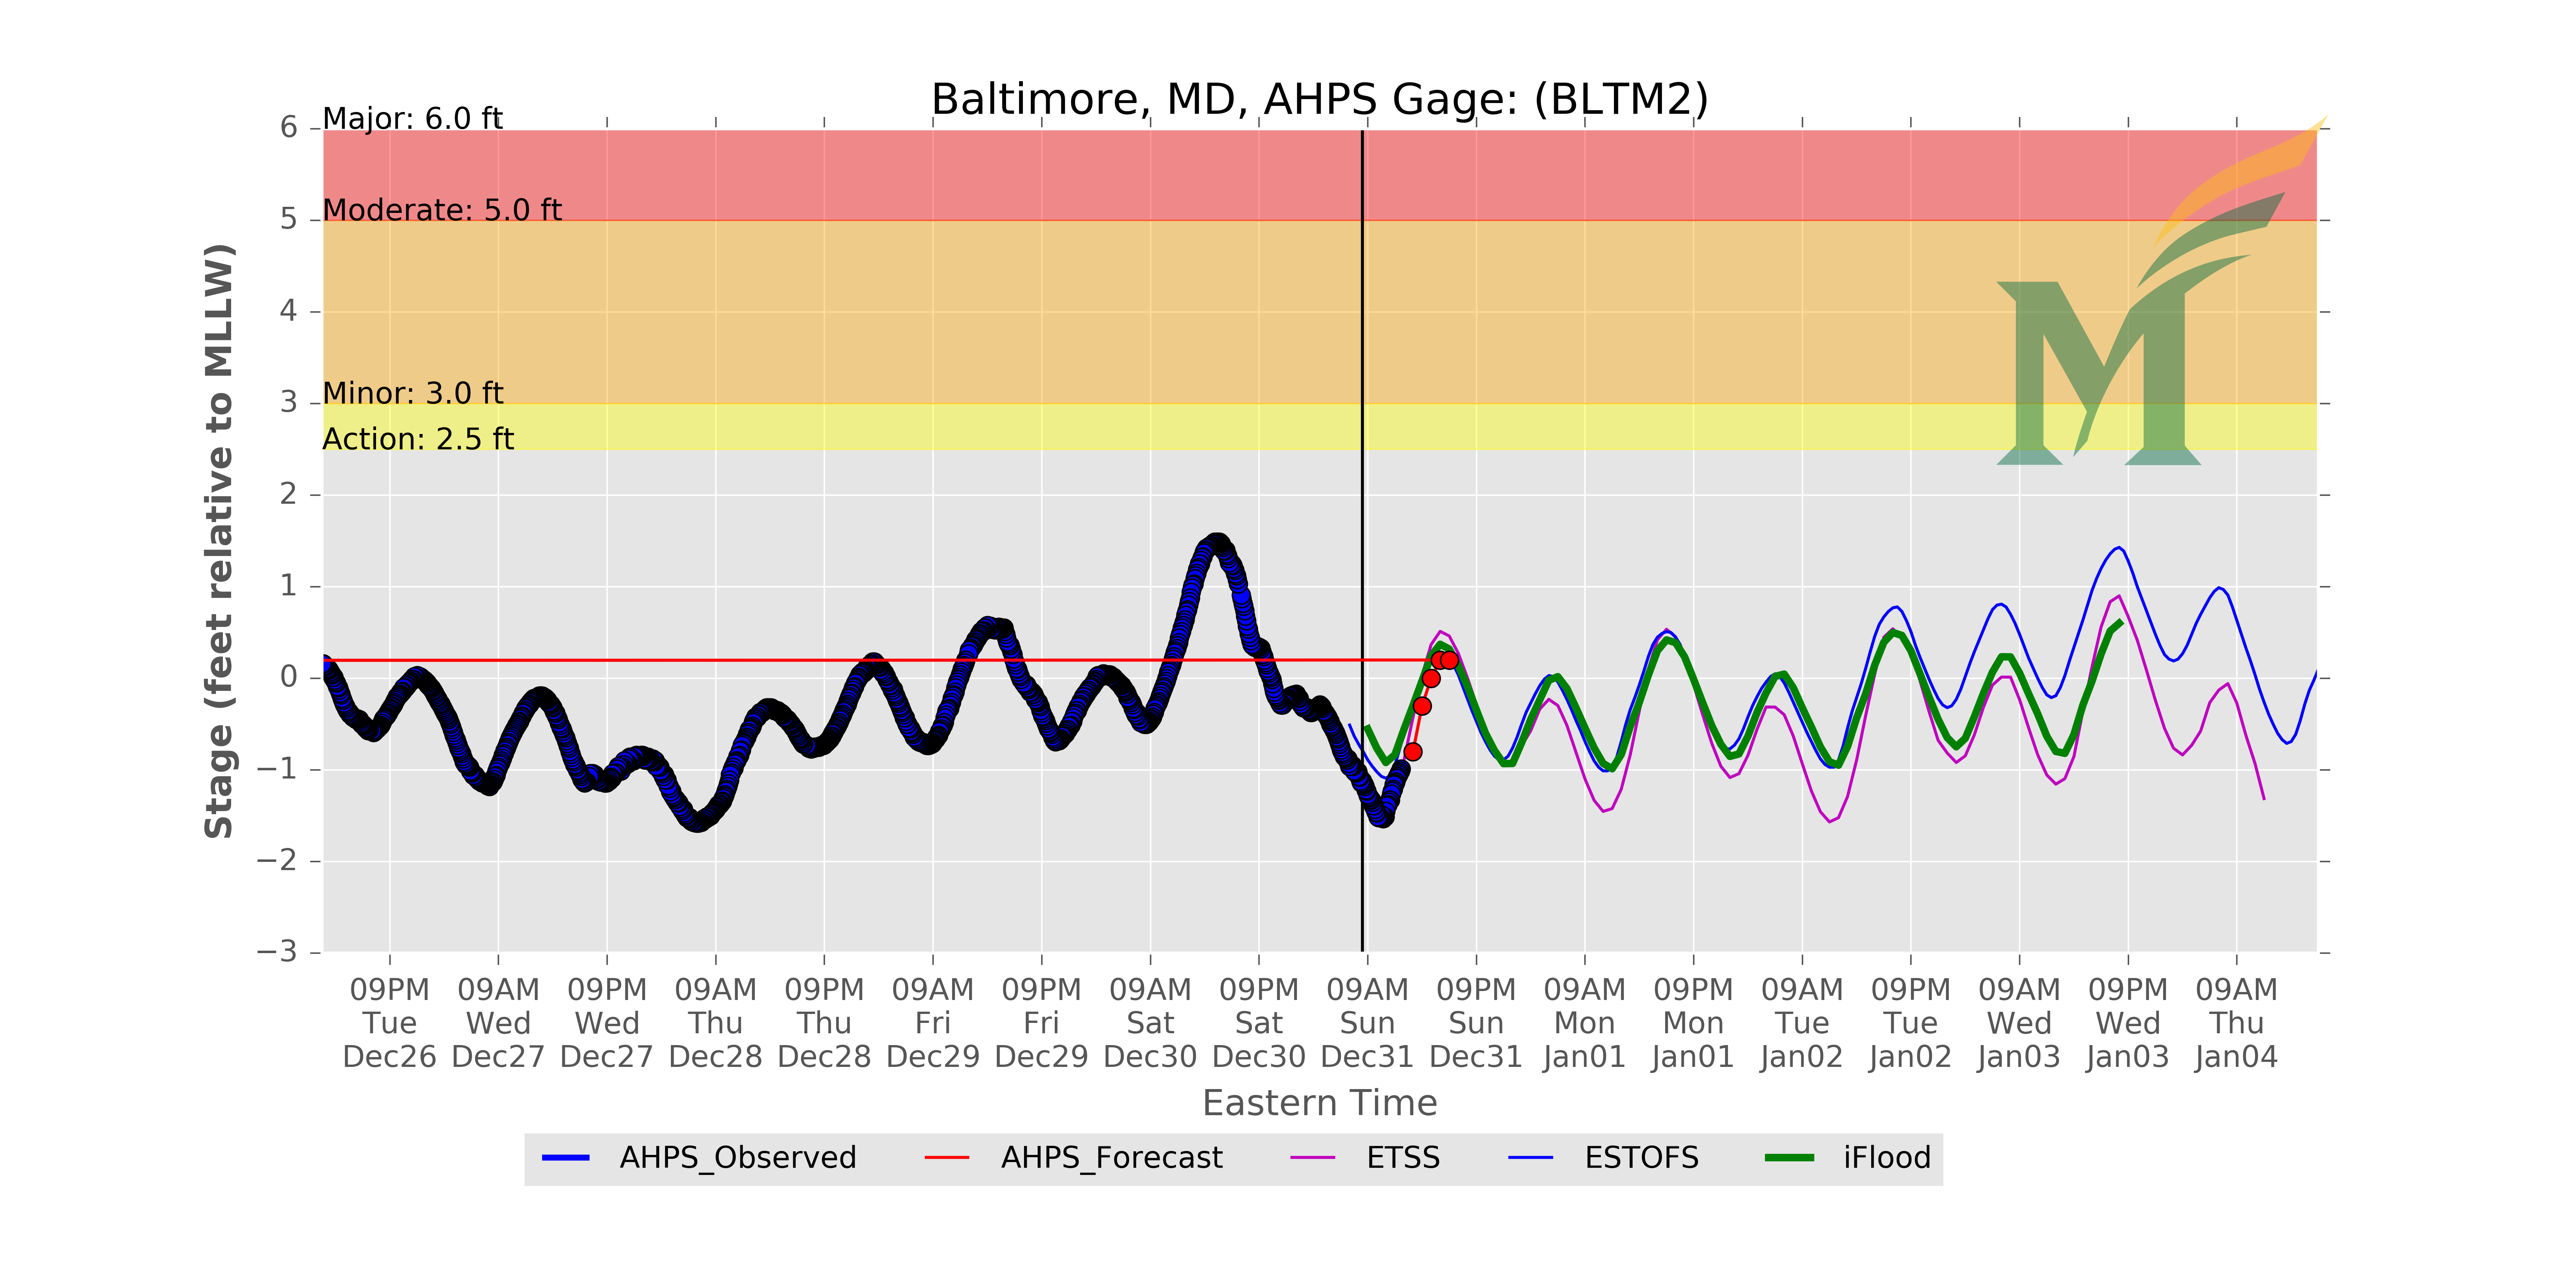 Baltimore, MD, AHPS Gage: (BLTM2)
Major: 6.0 ft
Moderate: 5.0 ft
Minor: 3.0 ft
Action: 2.5 ft
Stage (feet relative to MLLW)
6
5
4
3
2
1
0
−1
−2
−3
09PM 09AM 09PM 09AM 09PM 09AM 09PM 09AM 09PM 09AM 09PM 09AM 09PM 09AM 09PM 09AM 09PM 09AM
Tue Wed Wed Thu Thu Fri Fri Sat Sat Sun Sun Mon Mon Tue Tue Wed Wed Thu
Dec26 Dec27 Dec27 Dec28 Dec28 Dec29 Dec29 Dec30 Dec30 Dec31 Dec31 Jan01 Jan01 Jan02 Jan02 Jan03 Jan03 Jan04
Eastern Time
AHPS_Observed AHPS_Forecast ETSS ESTOFS iFlood
M